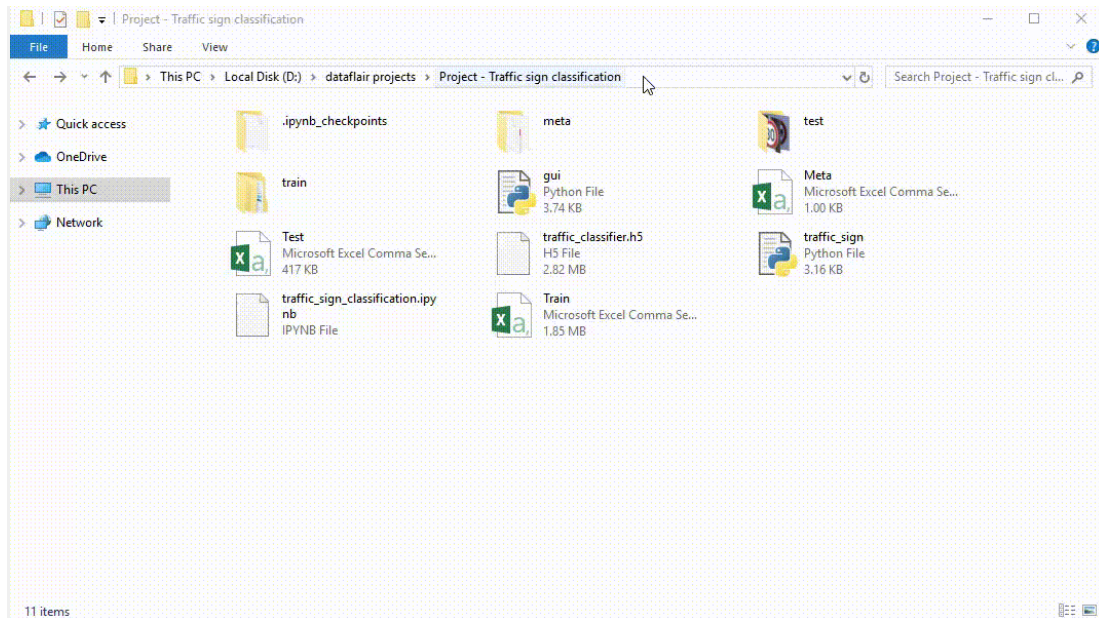 Project - Traffic sign classification
File Home Share View
This PC > Local Disk (D:) > dataflair projects > Project - Traffic sign classification
Search Project - Traffic sign cl...
Quick access
OneDrive
This PC
Network
.ipynb_checkpoints
meta
test
train
gui
Python File
3.74 KB
Meta
Microsoft Excel Comma Se...
1.00 KB
Test
Microsoft Excel Comma Se...
417 KB
traffic_classifier.h5
H5 File
2.82 MB
traffic_sign
Python File
3.16 KB
traffic_sign_classification.ipy
nb
IPYNB File
Train
Microsoft Excel Comma Se...
1.85 MB
11 items